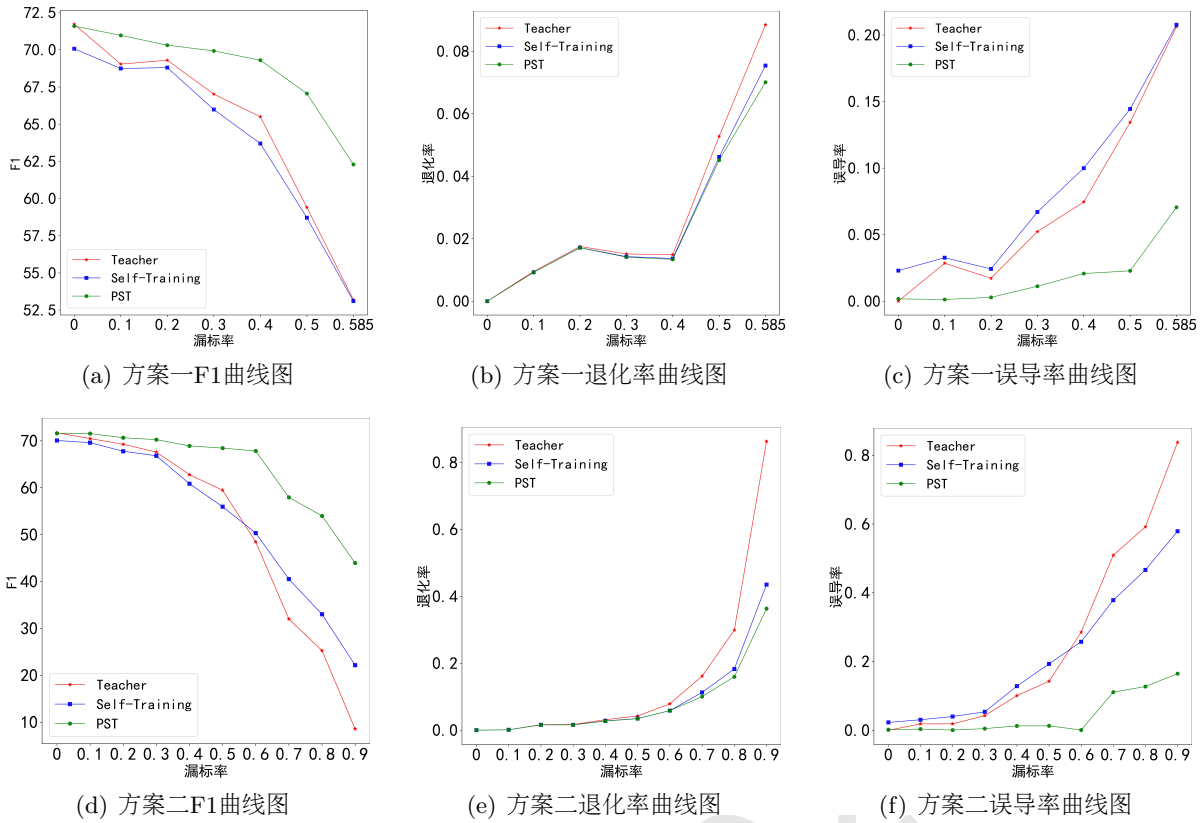 72.5
70.0
67.5
65.0
62.5
60.0
57.5
55.0
52.5
F1
Teacher
Self-Training
PST
0 0.1 0.2 0.3 0.4 0.5 0.585
漏标率
(a) 方案一F1曲线图
0.08
0.06
0.04
0.02
0.00
退化率
Teacher
Self-Training
PST
0 0.1 0.2 0.3 0.4 0.5 0.585
漏标率
(b) 方案一退化率曲线图
0.20
0.15
0.10
0.05
0.00
误导率
Teacher
Self-Training
PST
0 0.1 0.2 0.3 0.4 0.5 0.585
漏标率
(c) 方案一误导率曲线图
70
60
50
40
30
20
10
F1
Teacher
Self-Training
PST
0 0.1 0.2 0.3 0.4 0.5 0.6 0.7 0.8 0.9
漏标率
(d) 方案二F1曲线图
0.8
0.6
0.4
0.2
0.0
退化率
Teacher
Self-Training
PST
0 0.1 0.2 0.3 0.4 0.5 0.6 0.7 0.8 0.9
漏标率
(e) 方案二退化率曲线图
0.8
0.6
0.4
0.2
0.0
误导率
Teacher
Self-Training
PST
0 0.1 0.2 0.3 0.4 0.5 0.6 0.7 0.8 0.9
漏标率
(f) 方案二误导率曲线图